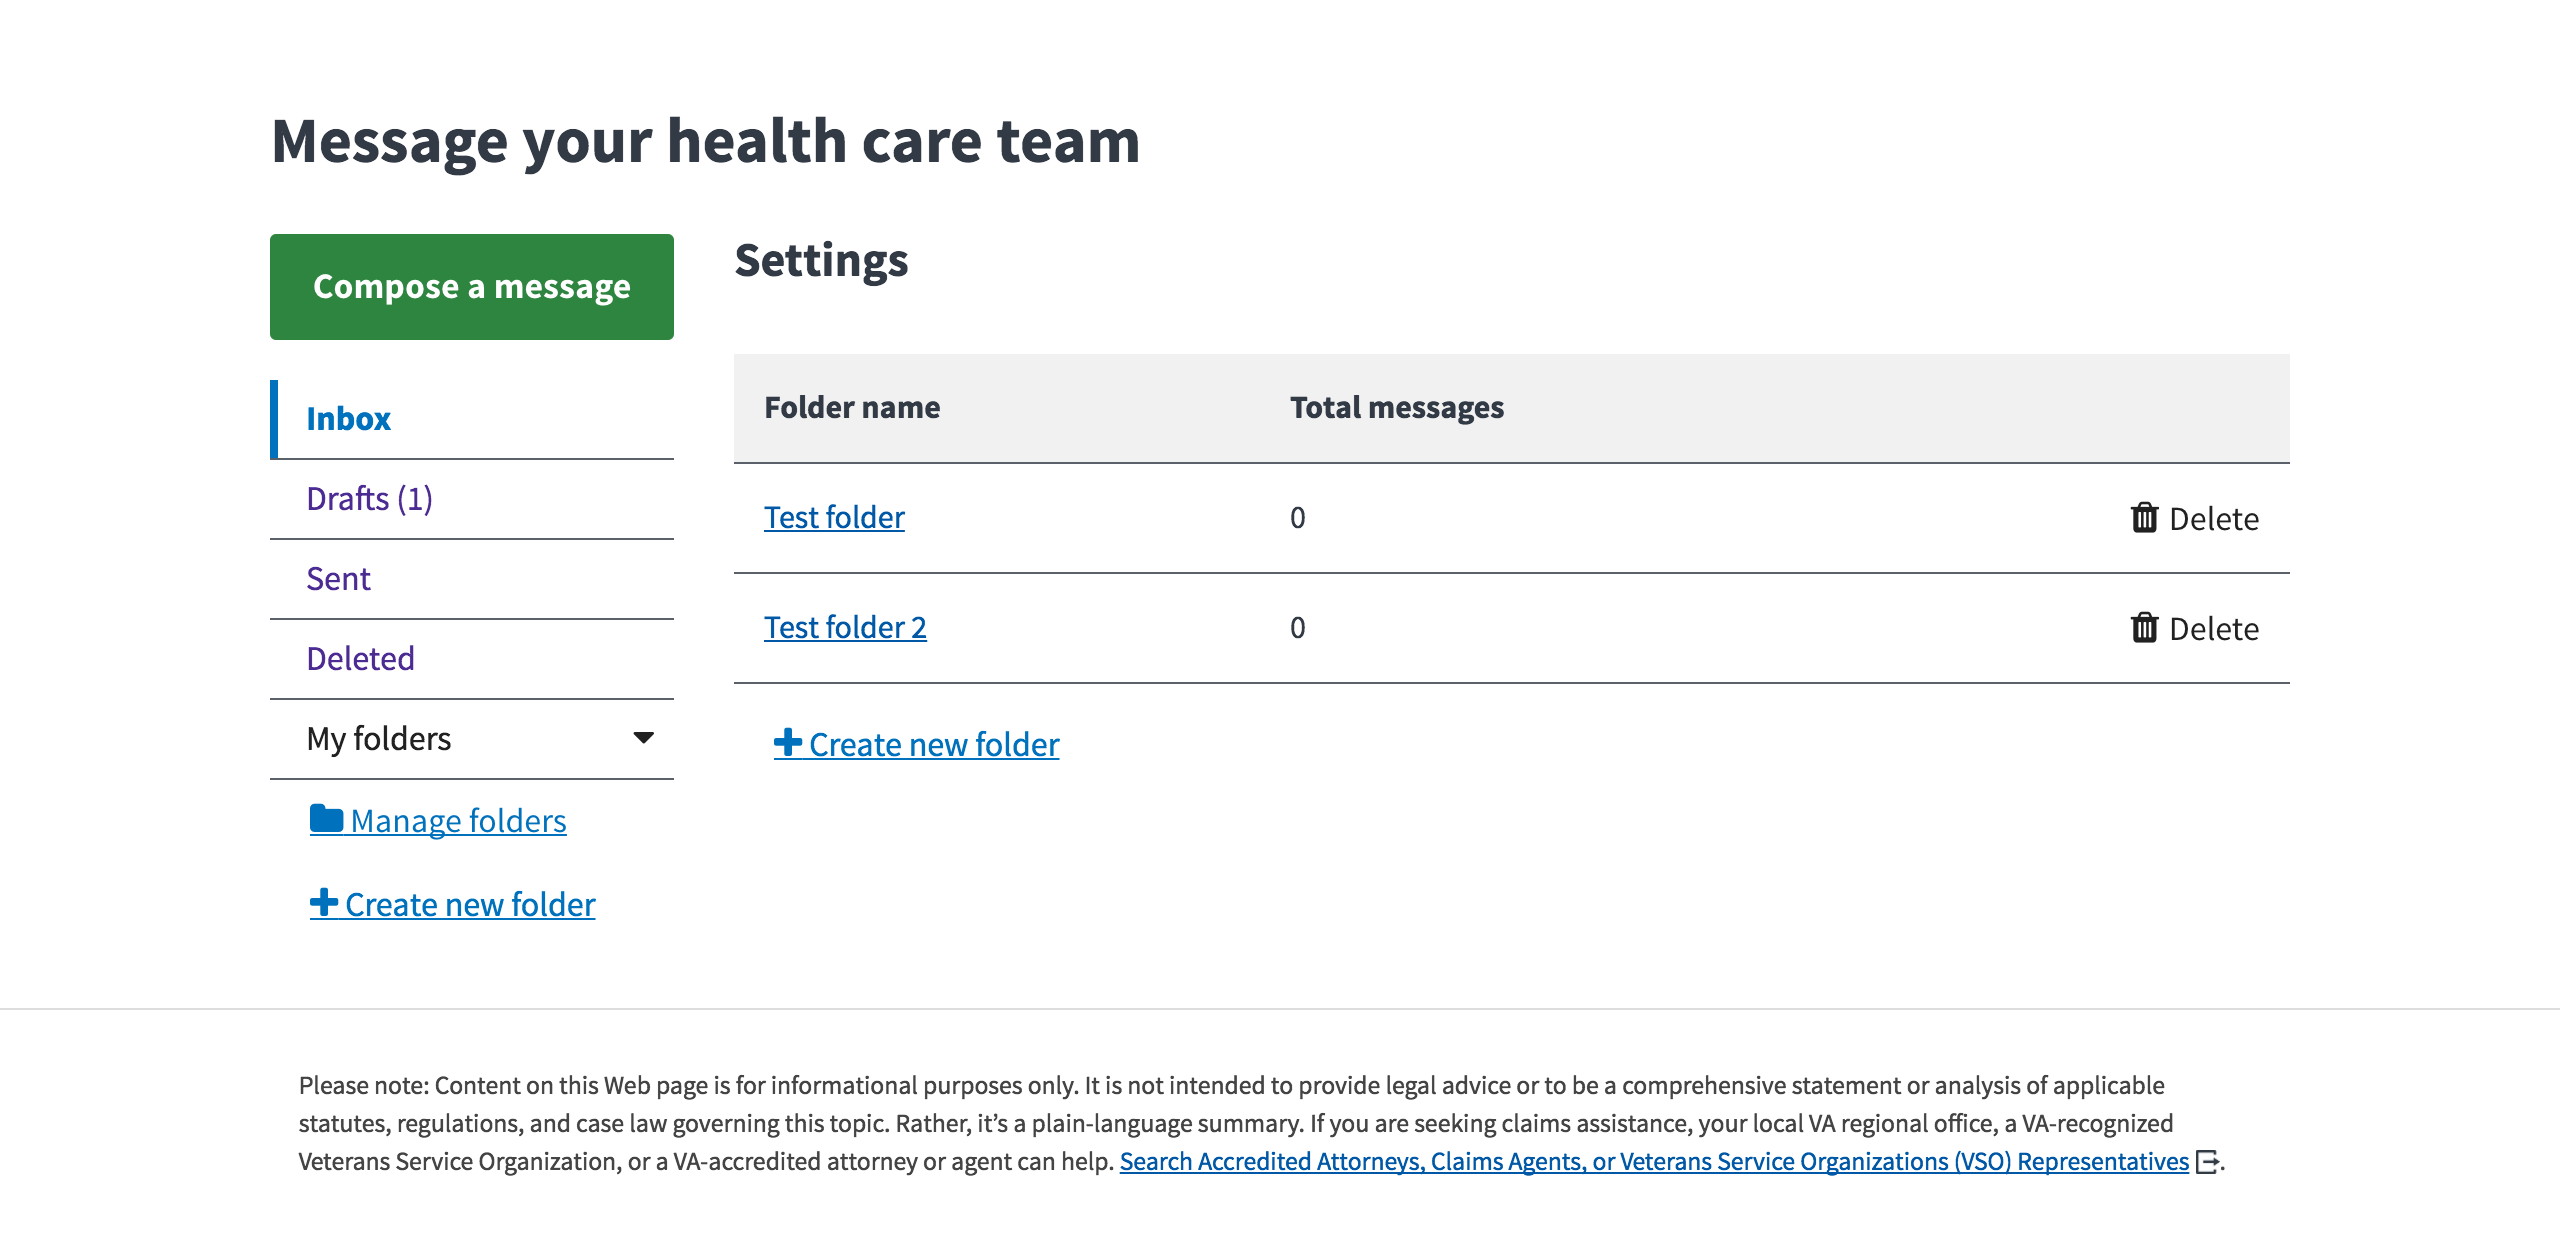 Message your health care team
Compose a message
Inbox
Drafts (1)
Sent
Deleted
My folders
Manage folders
Create new folder
Settings
Folder name Total messages
Test folder 0 Delete
Test folder 2 0 Delete
Create new folder
Please note: Content on this Web page is for informational purposes only. It is not intended to provide legal advice or to be a comprehensive statement or analysis of applicable
statutes, regulations, and case law governing this topic. Rather, it’s a plain-language summary. If you are seeking claims assistance, your local VA regional office, a VA-recognized
Veterans Service Organization, or a VA-accredited attorney or agent can help. Search Accredited Attorneys, Claims Agents, or Veterans Service Organizations (VSO) Representatives.